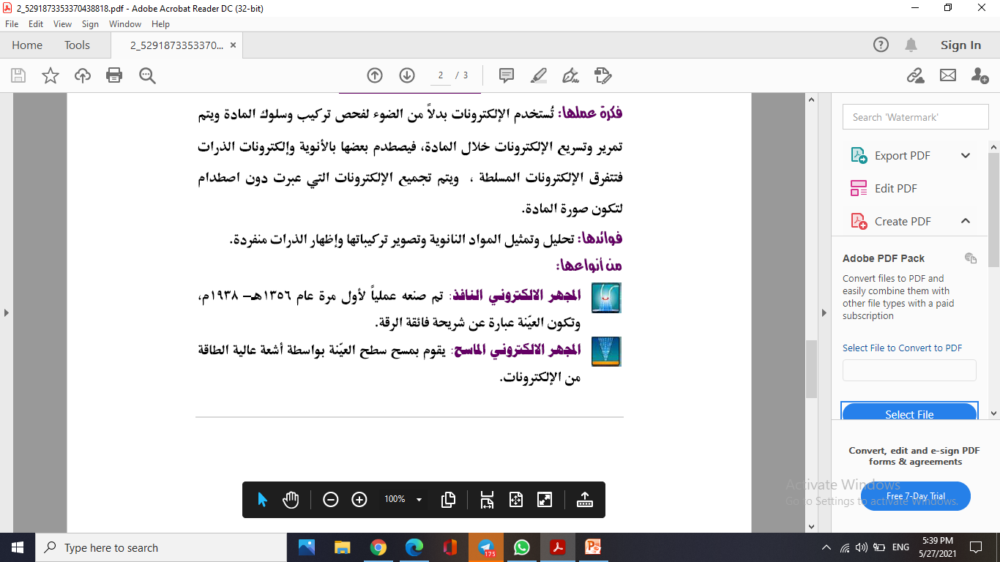 2_5291873353370438818.pdf - Adobe Acrobat Reader DC (32-bit)
File Edit View Sign Window Help
Home Tools 2_5291873353370... × Sign In
2 / 3
فكرة عملها: تُستخدم الإلكترونات بدلاً من الضوء لفحص تركيب وسلوك المادة ويتم
تمرير وتسريع الإلكترونات خلال المادة، فيصطدم بعضها بالأنوية وإلكترونات الذرات
فتتفرق الإلكترونات المسلطة ، ويتم تجميع الإلكترونات التي عبرت دون اصطدام
لتكون صورة المادة.
فوائدها: تحليل وتمثيل المواد النانوية وتصوير تركيباتها وإظهار الذرات منفردة.
من أنواعها:
المجهر الالكتروني النافذ: تم صنعه عملياً لأول مرة عام ١٣٥٦هـ– ١٩٣٨م،
وتكون العيّنة عبارة عن شريحة فائقة الرقة.
المجهر الالكتروني الماسح: يقوم بمسح سطح العيّنة بواسطة أشعة عالية الطاقة
من الإلكترونات.
100%
Search 'Watermark'
Export PDF
Edit PDF
Create PDF
Adobe PDF Pack
Convert files to PDF and
easily combine them with
other file types with a paid
subscription
Select File to Convert to PDF
Select File
Convert, edit and e-sign PDF
forms & agreements
Activate Windows
Go to Settings to activate Windows.
Free 7-Day Trial
Type here to search
175
ENG
5:39 PM
5/27/2021